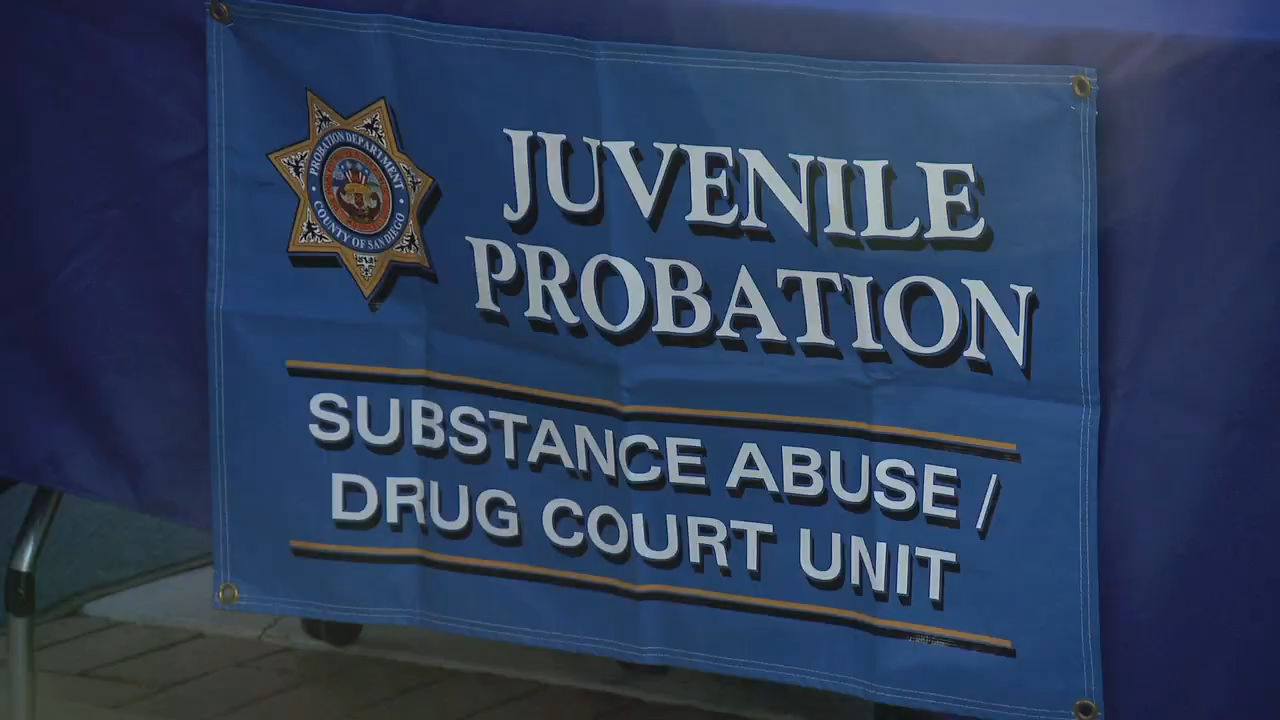 PROBATION DEPARTMENT
COUNTY OF SAN DIEGO
JUVENILE
PROBATION
SUBSTANCE ABUSE /
DRUG COURT UNIT